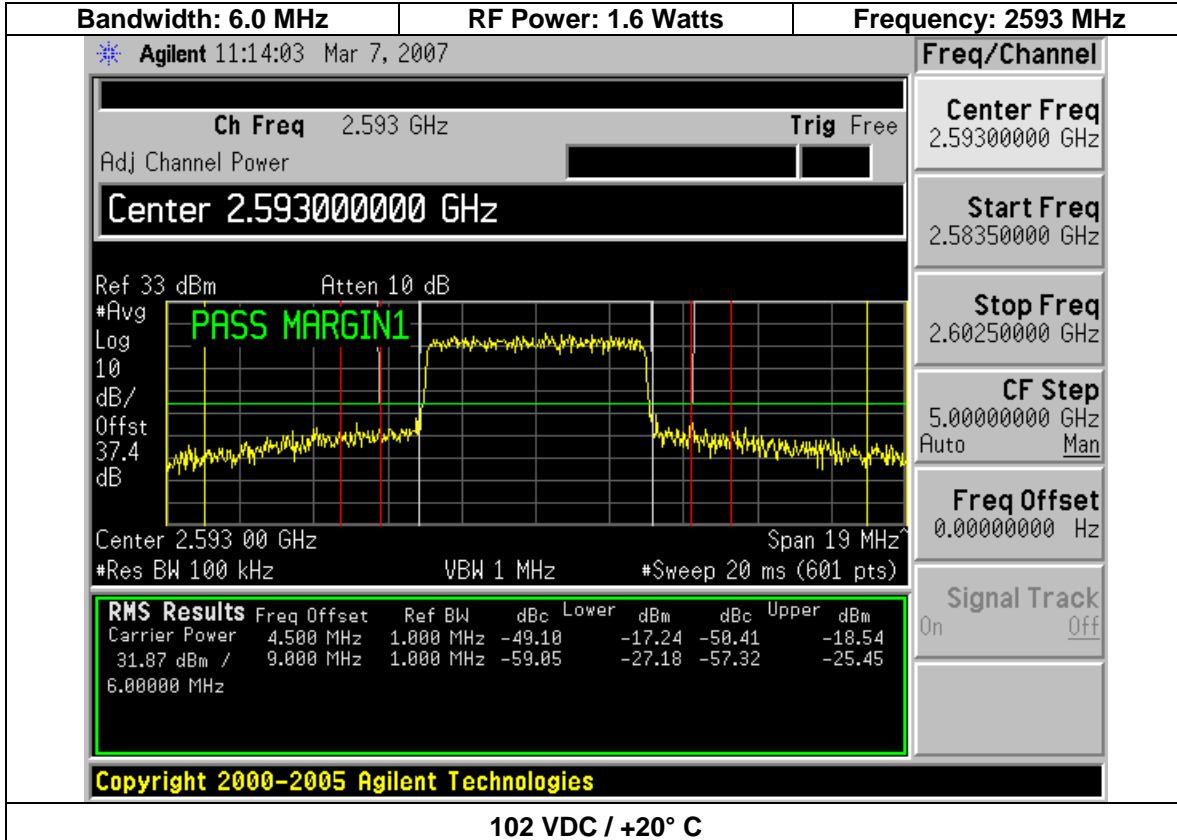 Bandwidth: 6.0 MHz RF Power: 1.6 Watts Frequency: 2593 MHz
Agilent 11:14:03 Mar 7, 2007 Freq/Channel
Ch Freq 2.593 GHz Trig Free
Adj Channel Power
Center 2.593000000 GHz
Center Freq
2.59300000 GHz
Start Freq
2.58350000 GHz
Stop Freq
2.60250000 GHz
CF Step
5.00000000 GHz
Auto Man
Freq Offset
0.00000000 Hz
Signal Track
On Off
Ref 33 dBm Atten 10 dB
#Avg
Log
10
dB/
Offst
37.4
dB
PASS MARGIN1
Center 2.593 00 GHz Span 19 MHz^
#Res BW 100 kHz VBW 1 MHz #Sweep 20 ms (601 pts)
RMS Results Freq Offset Ref BW dBc Lower dBm dBc Upper dBm
Carrier Power 4.500 MHz 1.000 MHz -49.10 -17.24 -50.41 -18.54
31.87 dBm / 9.000 MHz 1.000 MHz -59.05 -27.18 -57.32 -25.45
6.00000 MHz
Copyright 2000-2005 Agilent Technologies
102 VDC / +20° C